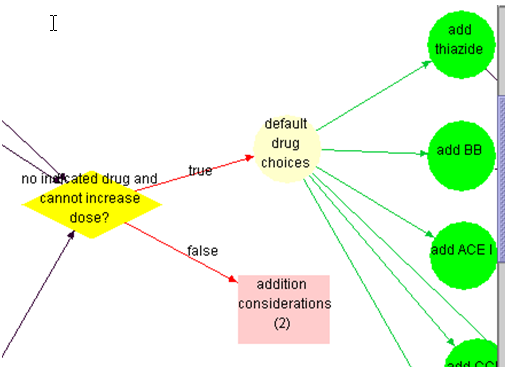 add
thiazide
default
drug
choices
add BB
true
no indicated drug and
cannot increase
dose?
add ACE I
false
addition
considerations
(2)